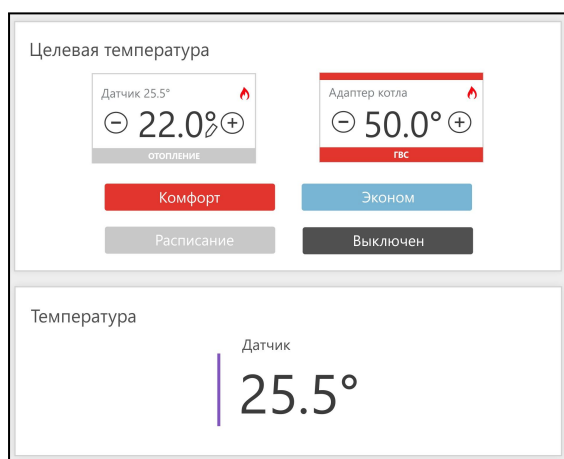 Целевая температура
Датчик 25.5°
22.0°
ОТОПЛЕНИЕ
Адаптер котла
50.0°
ГВС
Комфорт
Эконом
Расписание
Выключен
Температура
Датчик
25.5°